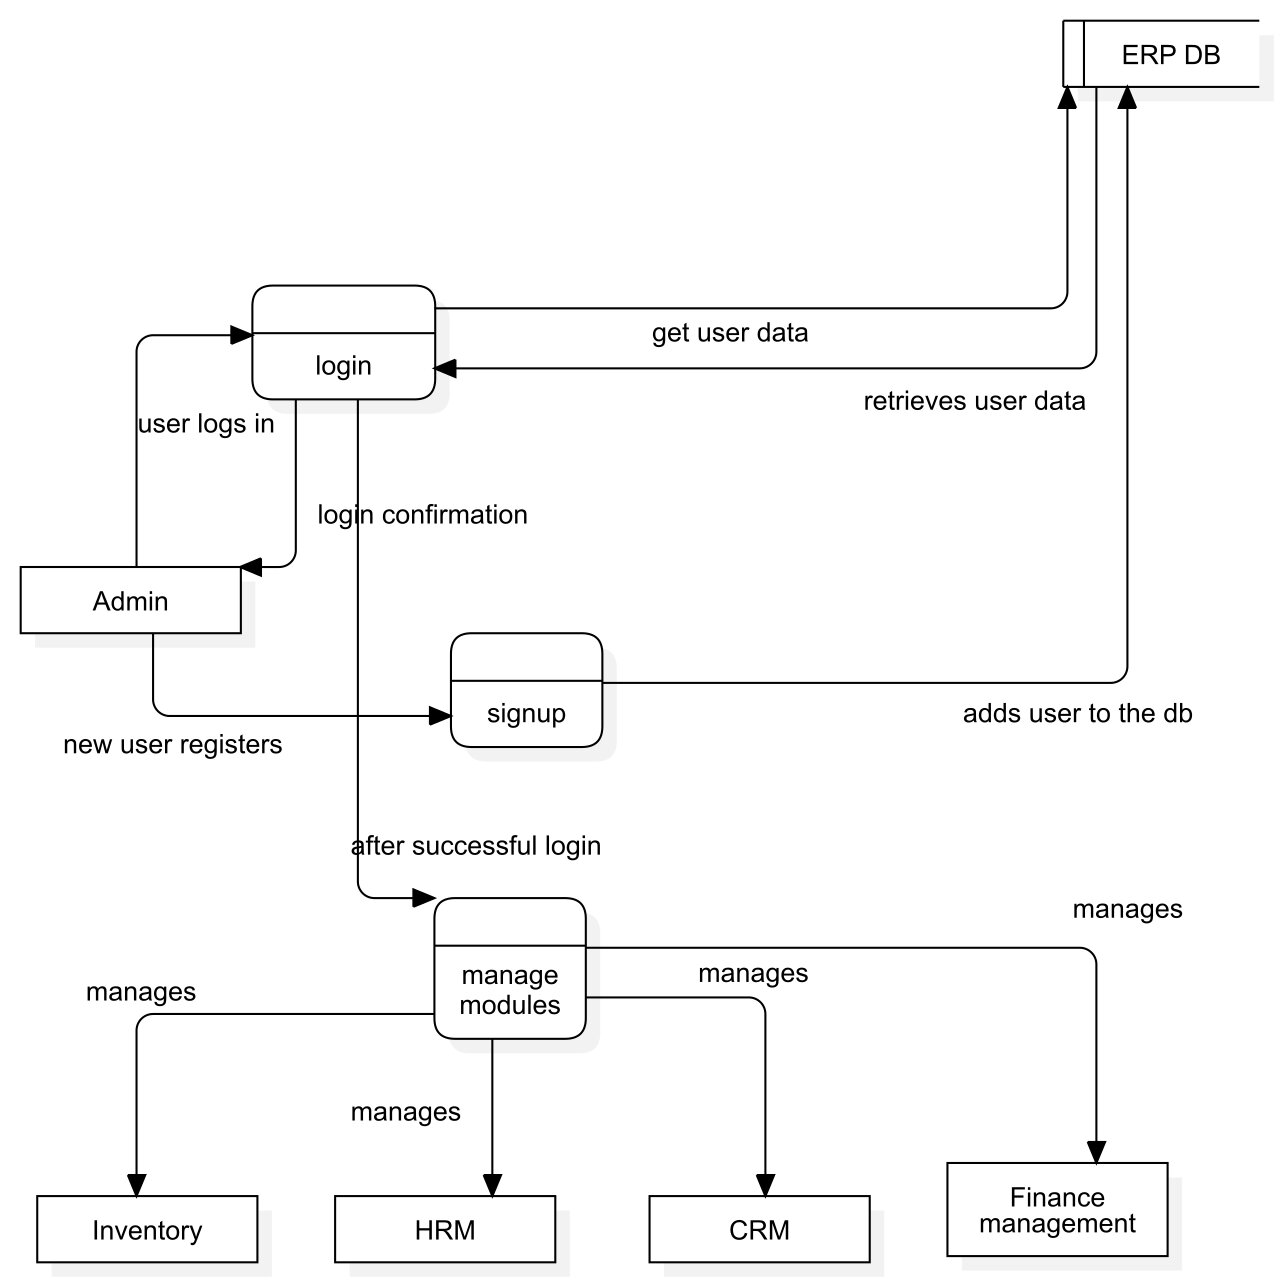 ERP DB
get user data
login
retrieves user data
user logs in
login confirmation
Admin
signup
adds user to the db
new user registers
after successful login
manages
manages
manage
modules
manages
manages
Inventory
HRM
CRM
Finance
management